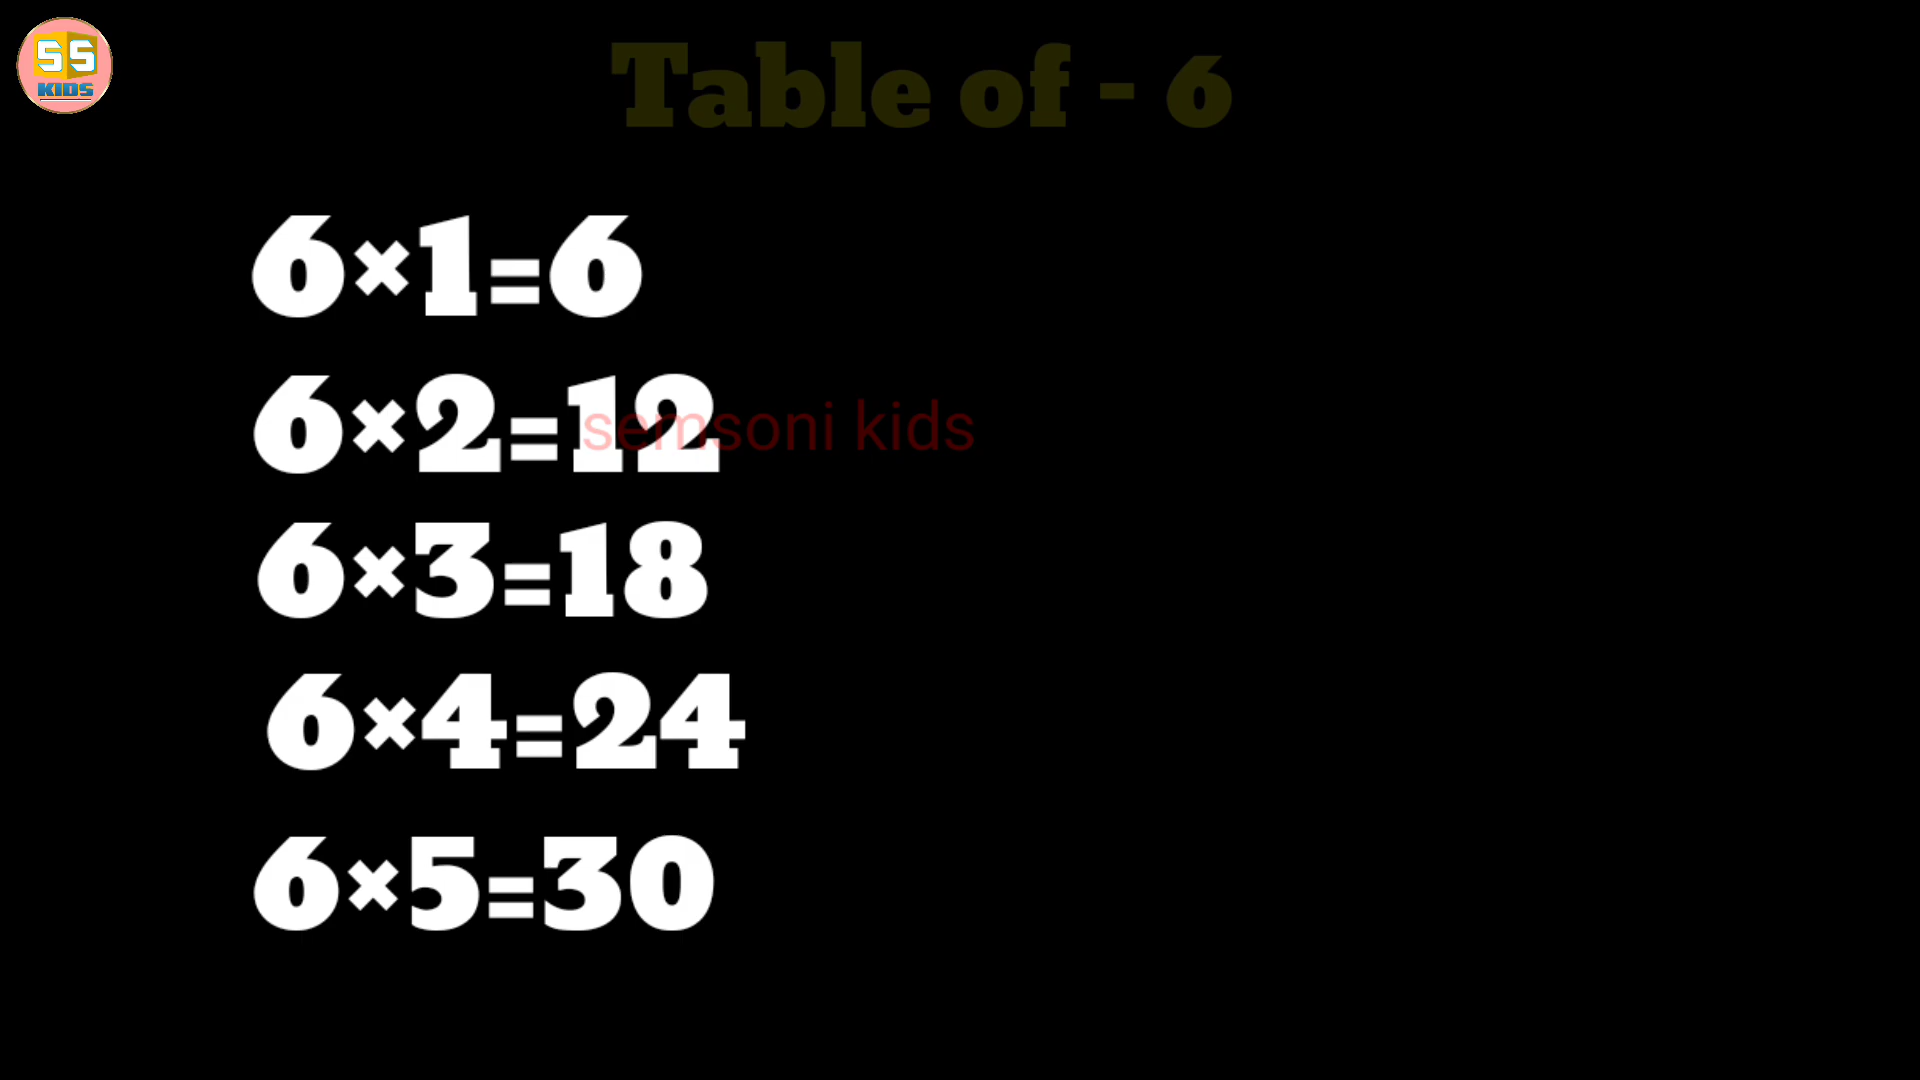 SS
KIDS
Table of - 6
6×1=6
6×2=12
semsoni kids
6×3=18
6×4=24
6×5=30